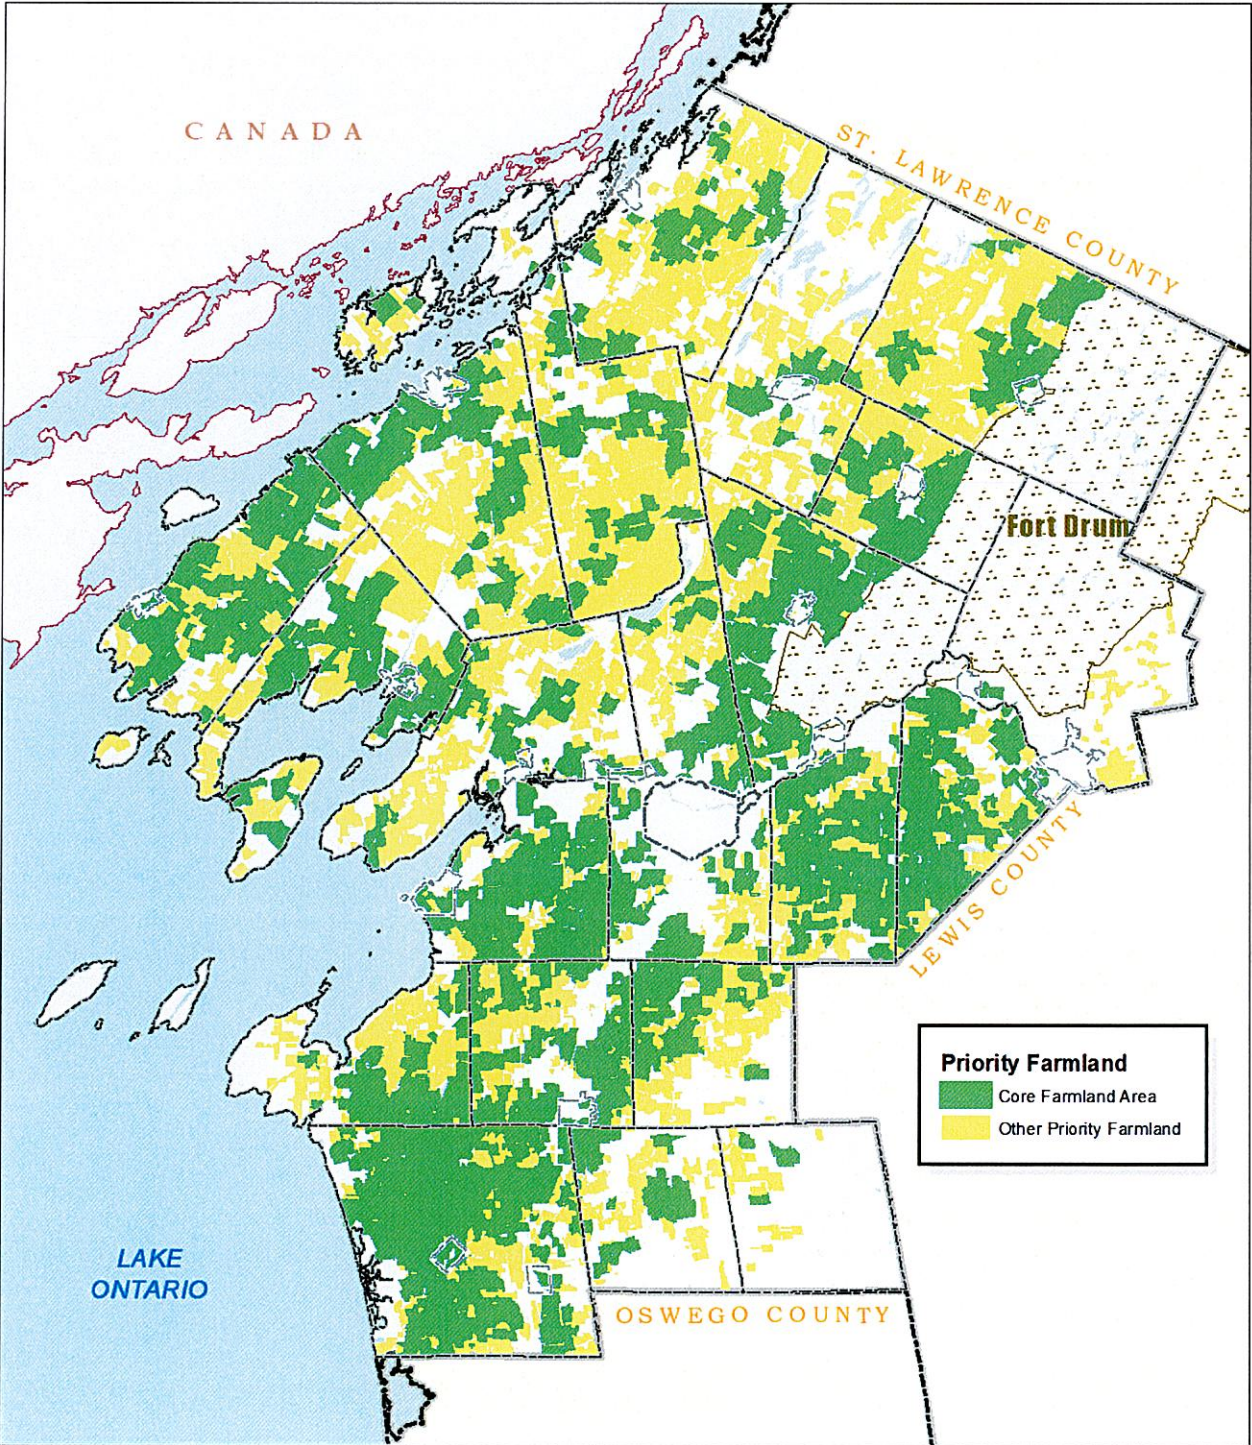 CANADA
ST. LAWRENCE COUNTY
Fort Drum
LEWIS COUNTY
Priority Farmland
Core Farmland Area
Other Priority Farmland
LAKE
ONTARIO
OSWEGO COUNTY